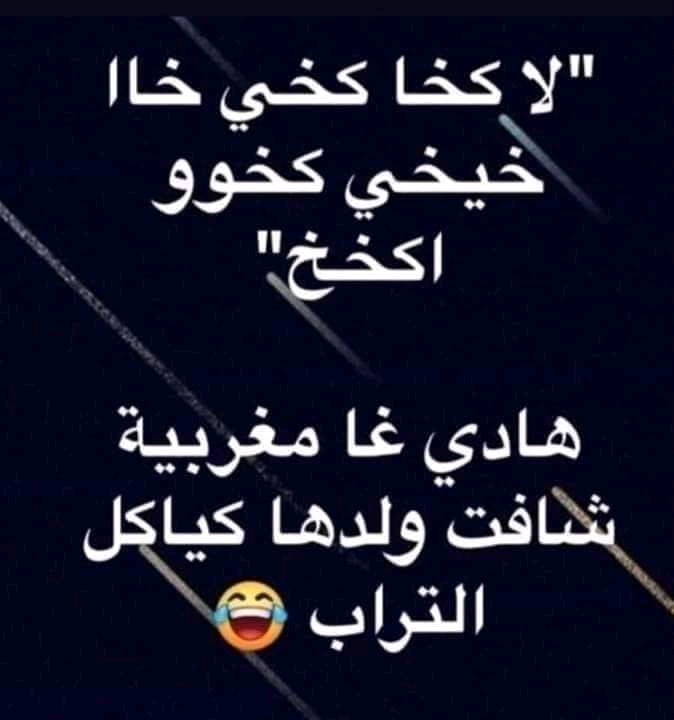 "لا كخا كخي خاا
خيخي كخوو
اكخخ"
هادي غا مغربية
شافت ولدها كياكل
التراب 😂